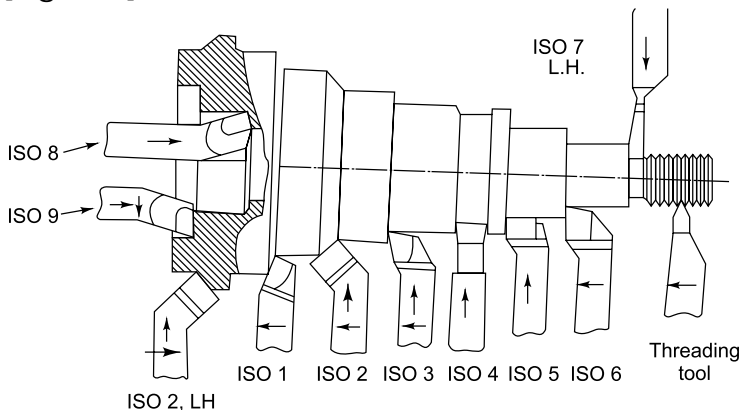 ISO 7
L.H.
ISO 8
ISO 9
ISO 1
ISO 2
ISO 3
ISO 4
ISO 5
ISO 6
Threading
tool
ISO 2, LH